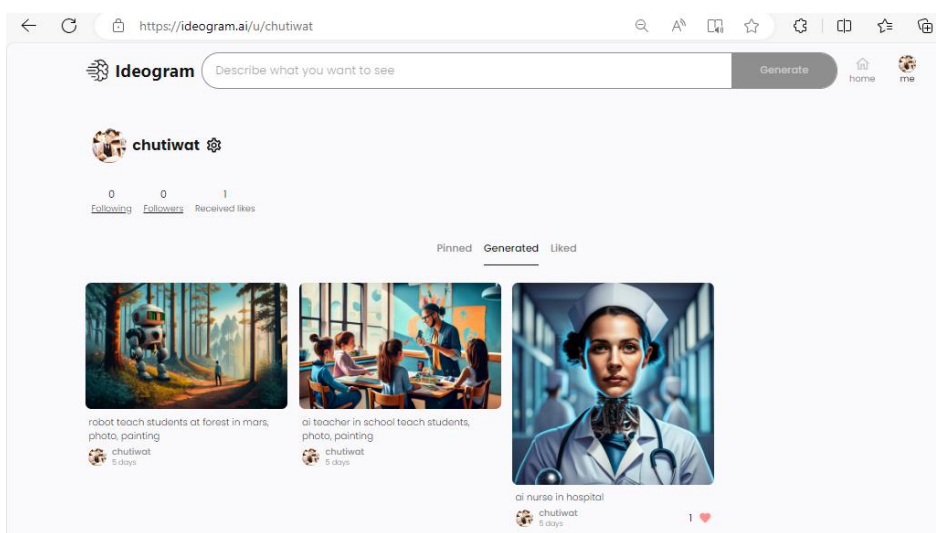 https://ideogram.ai/u/chutiwat
Ideogram
Describe what you want to see
Generate
home
me
chutiwat
0 0 1
Following Followers Received likes
Pinned Generated Liked
robot teach students at forest in mars,
photo, painting
chutiwat
5 days
ai teacher in school teach students,
photo, painting
chutiwat
5 days
ai nurse in hospital
chutiwat
5 days
1